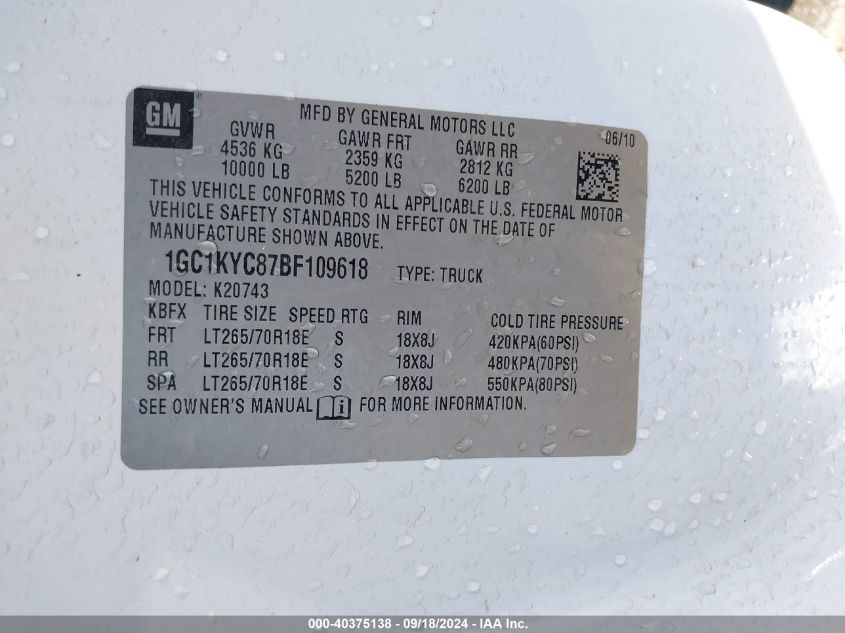 GM
MFD BY GENERAL MOTORS LLC
06/10
GVWR GAWR FRT GAWR RR
4536 KG 2359 KG 2812 KG
10000 LB 5200 LB 6200 LB
THIS VEHICLE CONFORMS TO ALL APPLICABLE U.S. FEDERAL MOTOR
VEHICLE SAFETY STANDARDS IN EFFECT ON THE DATE OF
MANUFACTURE SHOWN ABOVE.
1GC1KYC87BF109618 TYPE: TRUCK
MODEL: K20743
KBFX TIRE SIZE SPEED RTG RIM COLD TIRE PRESSURE
FRT LT265/70R18E S 18X8J 420KPA(60PSI)
RR LT265/70R18E S 18X8J 480KPA(70PSI)
SPA LT265/70R18E S 18X8J 550KPA(80PSI)
SEE OWNER'S MANUAL i FOR MORE INFORMATION.
000-40375138 - 09/18/2024 - IAA Inc.